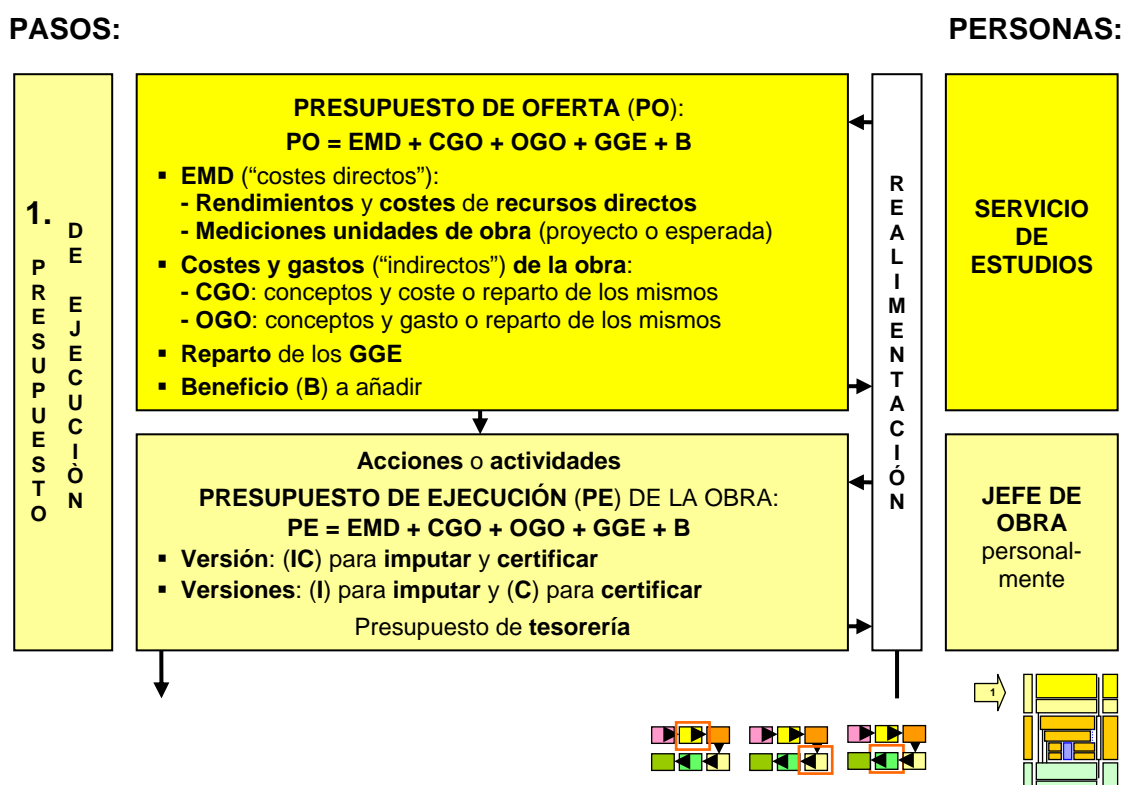 PASOS:
PERSONAS:
1.
PRESUPUESTO
DE EJECUCIÒN
PRESUPUESTO DE OFERTA (PO):
PO = EMD + CGO + OGO + GGE + B
▪ EMD (“costes directos”):
- Rendimientos y costes de recursos directos
- Mediciones unidades de obra (proyecto o esperada)
▪ Costes y gastos (“indirectos”) de la obra:
- CGO: conceptos y coste o reparto de los mismos
- OGO: conceptos y gasto o reparto de los mismos
▪ Reparto de los GGE
▪ Beneficio (B) a añadir
REALIMENTACIÓN
SERVICIO
DE
ESTUDIOS
Acciones o actividades
PRESUPUESTO DE EJECUCIÓN (PE) DE LA OBRA:
PE = EMD + CGO + OGO + GGE + B
▪ Versión: (IC) para imputar y certificar
▪ Versiones: (I) para imputar y (C) para certificar
Presupuesto de tesorería
JEFE DE
OBRA
personal-
mente
1